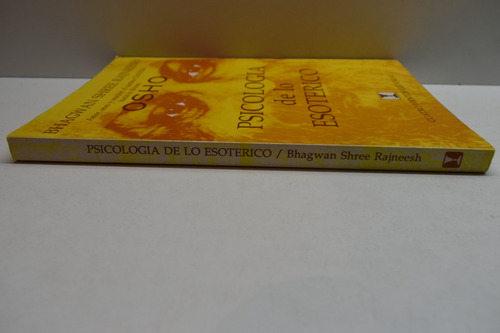 BHAGWAN SHREE RAJNEESH
OSHO
PSICOLOGIA
de lo
ESOTERICO
PSICOLOGIA DE LO ESOTERICO / Bhagwan Shree Rajneesh